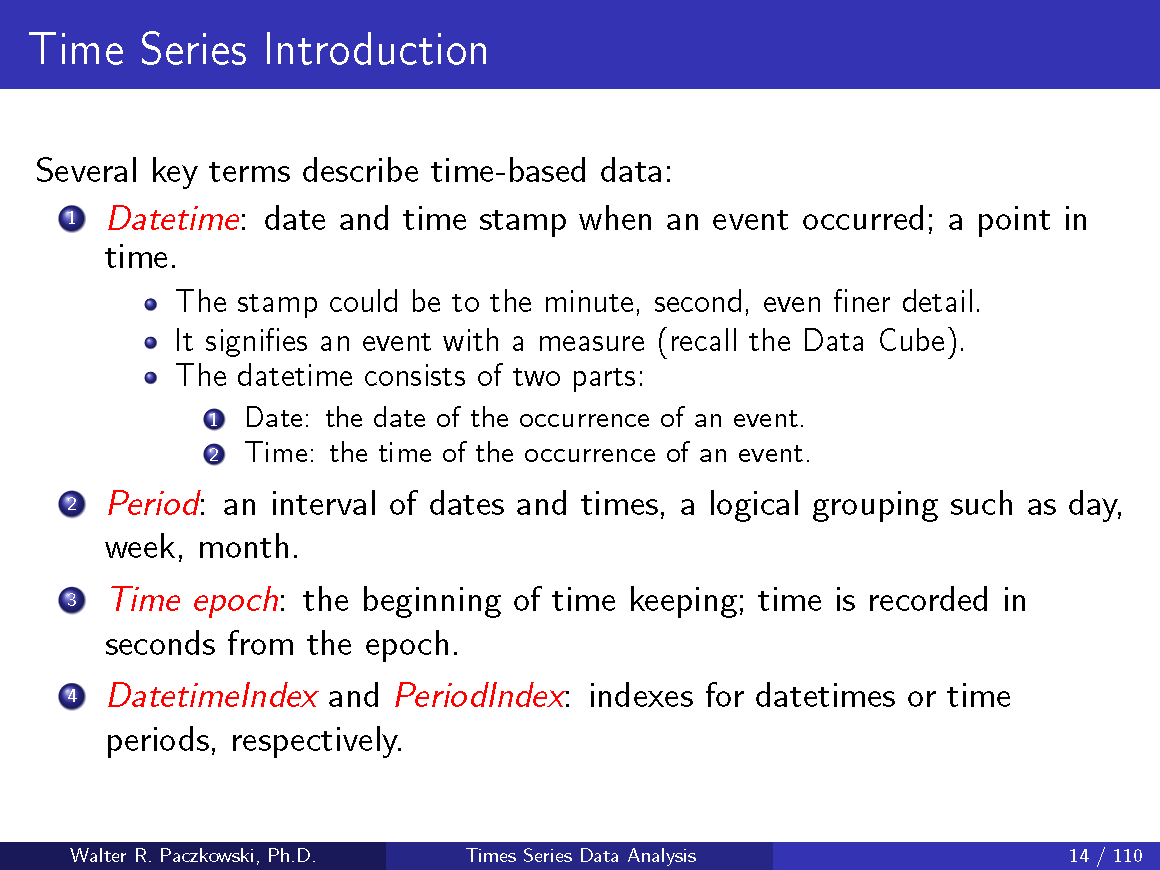 Time Series Introduction
Several key terms describe time-based data:
1 Datetime: date and time stamp when an event occurred; a point in
time.
The stamp could be to the minute, second, even finer detail.
It signifies an event with a measure (recall the Data Cube).
The datetime consists of two parts:
1 Date: the date of the occurrence of an event.
2 Time: the time of the occurrence of an event.
2 Period: an interval of dates and times, a logical grouping such as day,
week, month.
3 Time epoch: the beginning of time keeping; time is recorded in
seconds from the epoch.
4 DatetimeIndex and PeriodIndex: indexes for datetimes or time
periods, respectively.
Walter R. Paczkowski, Ph.D. Times Series Data Analysis 14 / 110